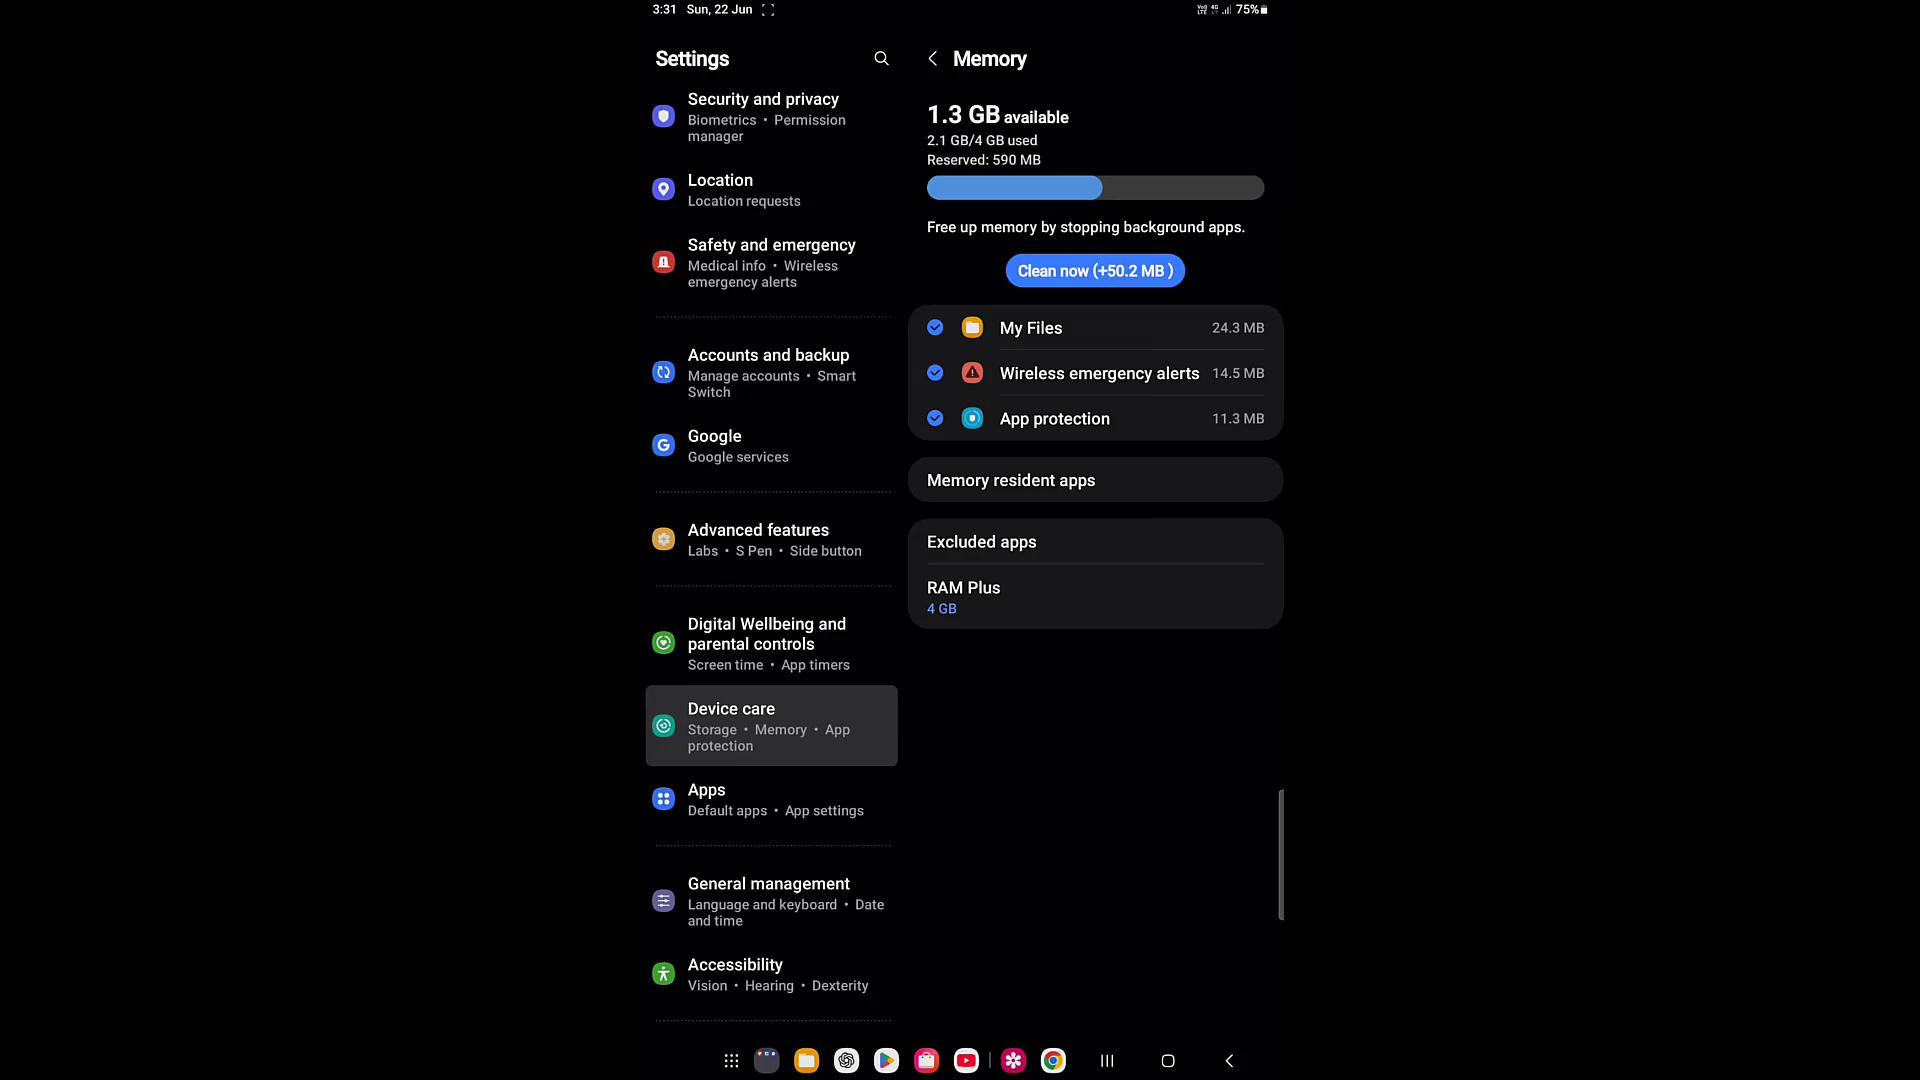 3:31 Sun, 22 Jun
75%
Settings
Security and privacy
Biometrics • Permission
manager
Location
Location requests
Safety and emergency
Medical info • Wireless
emergency alerts
Accounts and backup
Manage accounts • Smart
Switch
Google
Google services
Advanced features
Labs • S Pen • Side button
Digital Wellbeing and
parental controls
Screen time • App timers
Device care
Storage • Memory • App
protection
Apps
Default apps • App settings
General management
Language and keyboard • Date
and time
Accessibility
Vision • Hearing • Dexterity
Memory
1.3 GB available
2.1 GB/4 GB used
Reserved: 590 MB
Free up memory by stopping background apps.
Clean now (+50.2 MB )
My Files 24.3 MB
Wireless emergency alerts 14.5 MB
App protection 11.3 MB
Memory resident apps
Excluded apps
RAM Plus
4 GB